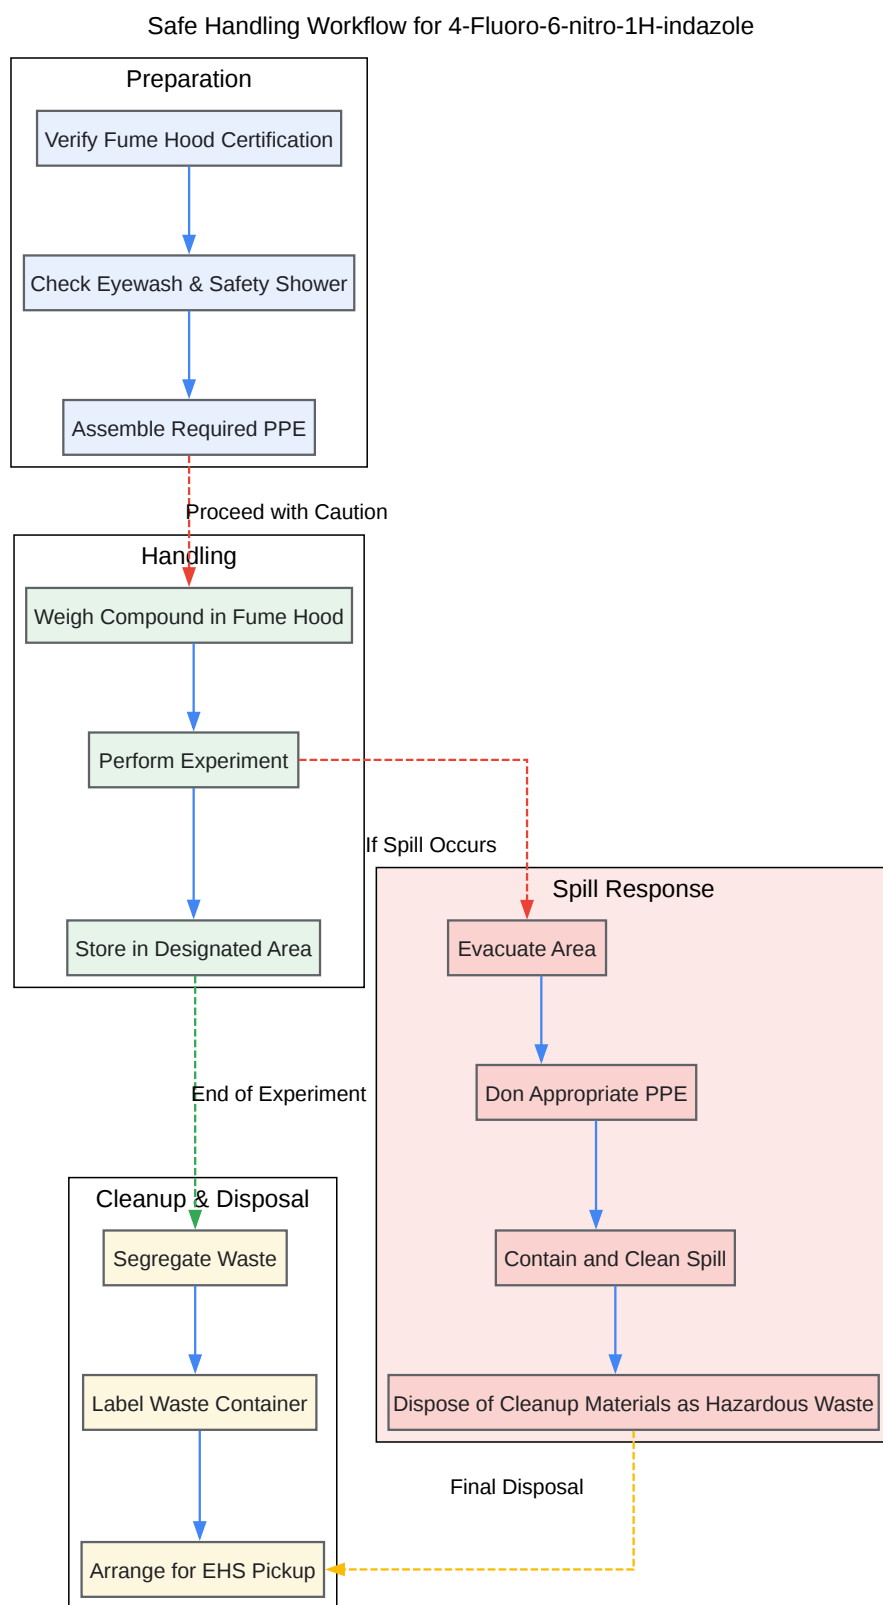 Safe Handling Workflow for 4-Fluoro-6-nitro-1H-indazole
Preparation
Verify Fume Hood Certification
Check Eyewash & Safety Shower
Assemble Required PPE
Proceed with Caution
Handling
Weigh Compound in Fume Hood
Perform Experiment
If Spill Occurs
Store in Designated Area
Spill Response
Evacuate Area
Don Appropriate PPE
Contain and Clean Spill
Dispose of Cleanup Materials as Hazardous Waste
End of Experiment
Cleanup & Disposal
Segregate Waste
Label Waste Container
Final Disposal
Arrange for EHS Pickup